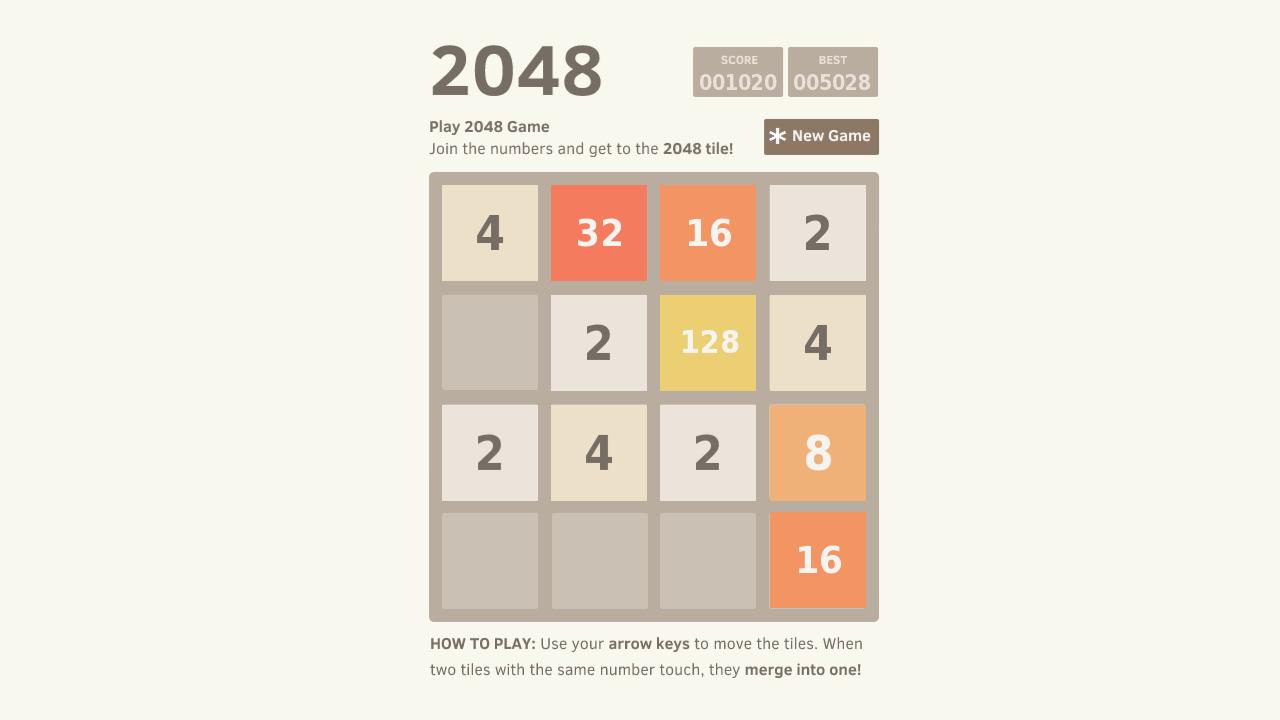 2048
SCORE BEST
001020 005028
Play 2048 Game
Join the numbers and get to the 2048 tile!
* New Game
4 32 16 2
2 128 4
2 4 2 8
16
HOW TO PLAY: Use your arrow keys to move the tiles. When
two tiles with the same number touch, they merge into one!